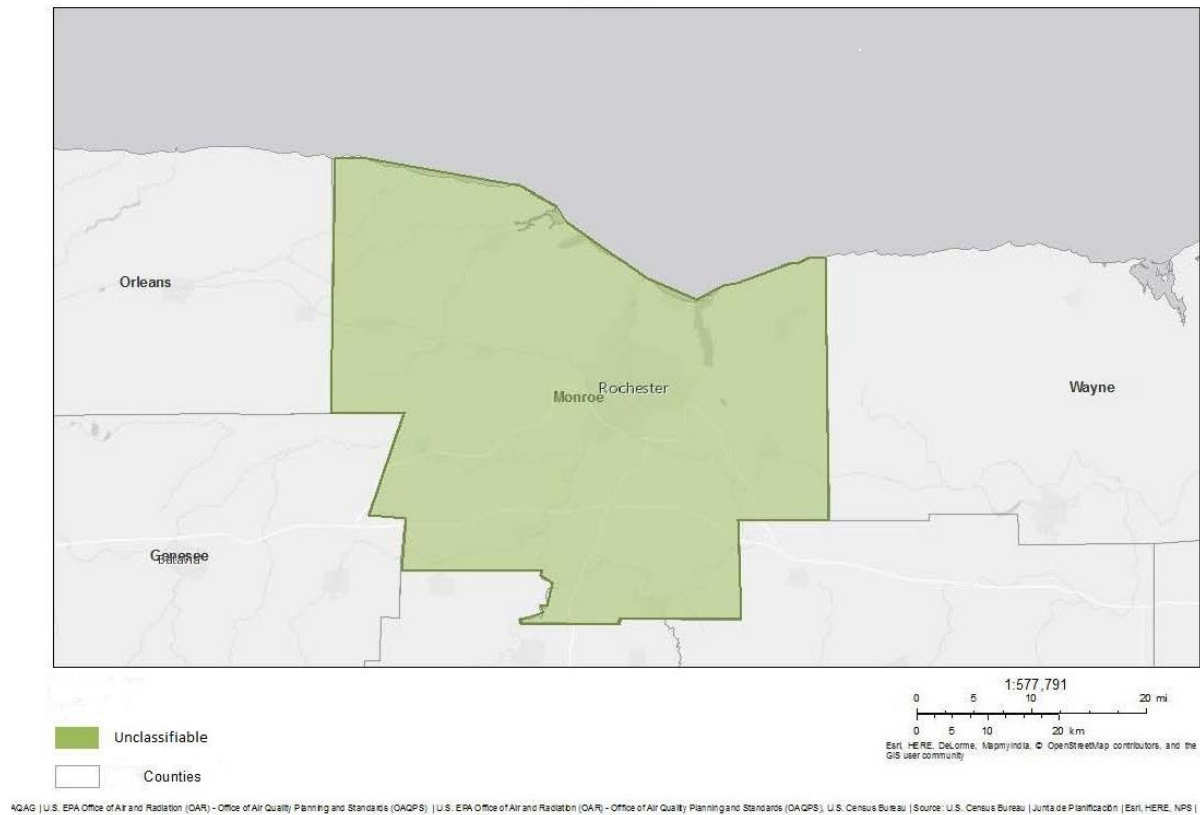 Orleans
Rochester
Monroe
Wayne
Genesee
Batavia
1:577,791
0 5 10 20 mi
0 5 10 20 km
Esri, HERE, DeLorme, MapmyIndia, © OpenStreetMap contributors, and the
GIS user community
Unclassifiable
Counties
AQAG | U.S. EPA Office of Air and Radiation (OAR) - Office of Air Quality Planning and Standards (OAQPS) | U.S. EPA Office of Air and Radiation (OAR) - Office of Air Quality Planning and Standards (OAQPS), U.S. Census Bureau | Source: U.S. Census Bureau | Junta de Planificación | Esri, HERE, NPS |